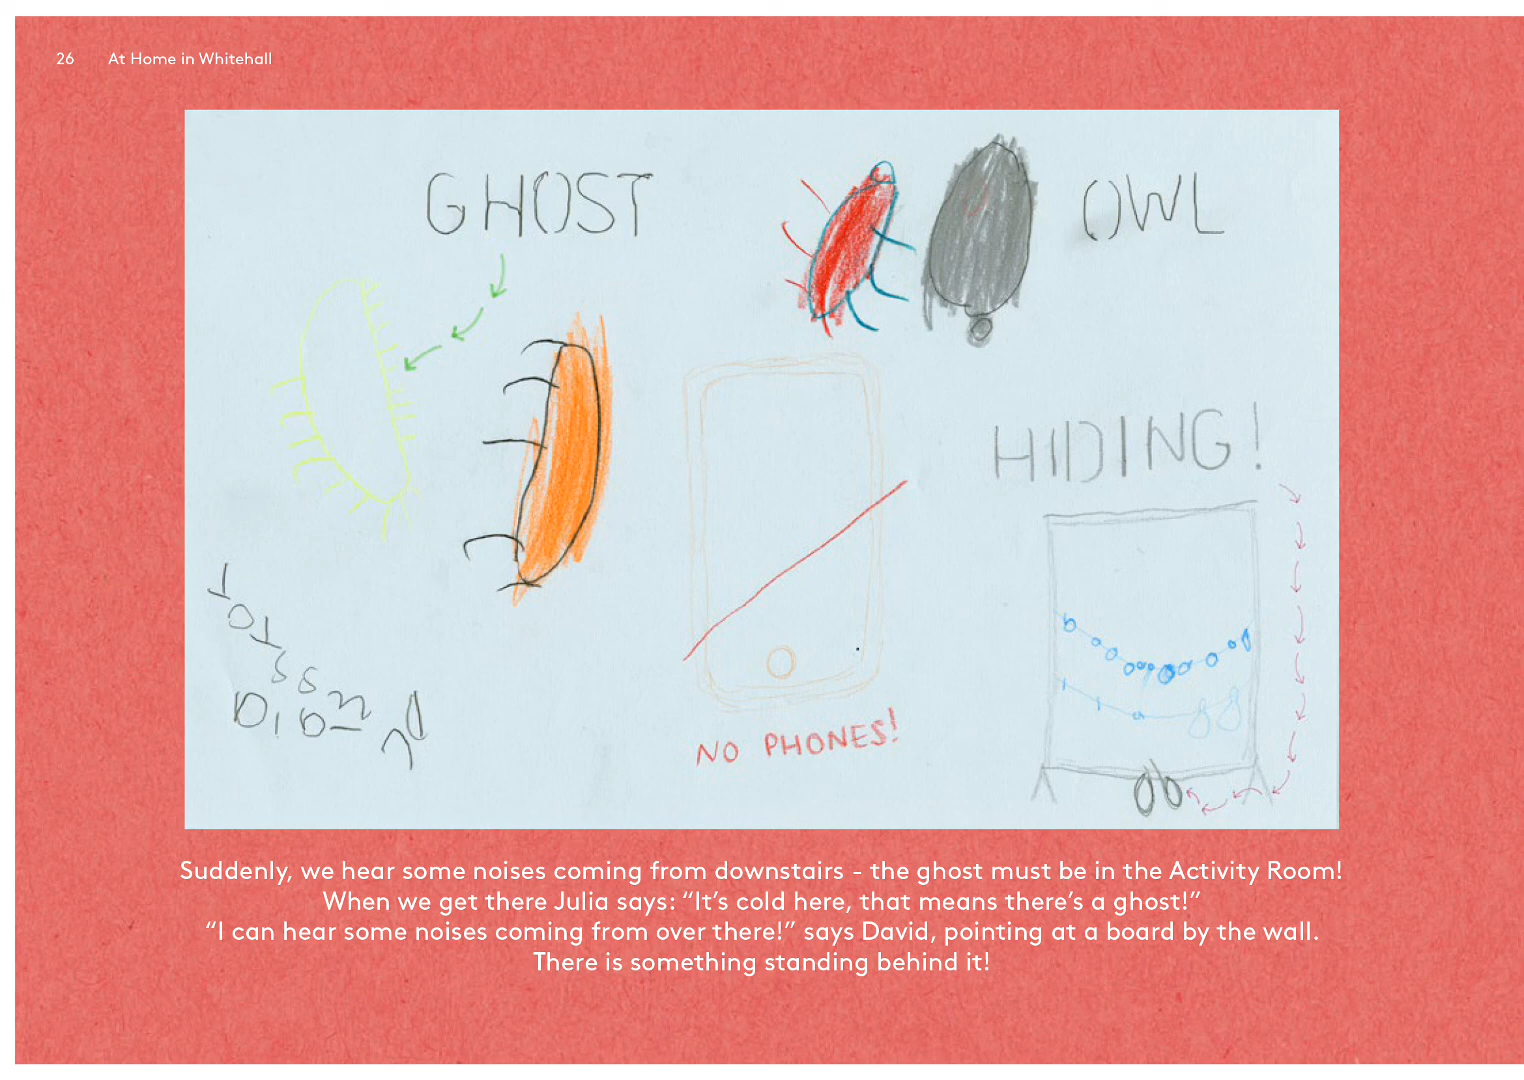 26 At Home in Whitehall
GHOST
OWL
HIDING!
NO PHONES!
Suddenly, we hear some noises coming from downstairs - the ghost must be in the Activity Room!
When we get there Julia says: “It’s cold here, that means there’s a ghost!”
“I can hear some noises coming from over there!” says David, pointing at a board by the wall.
There is something standing behind it!